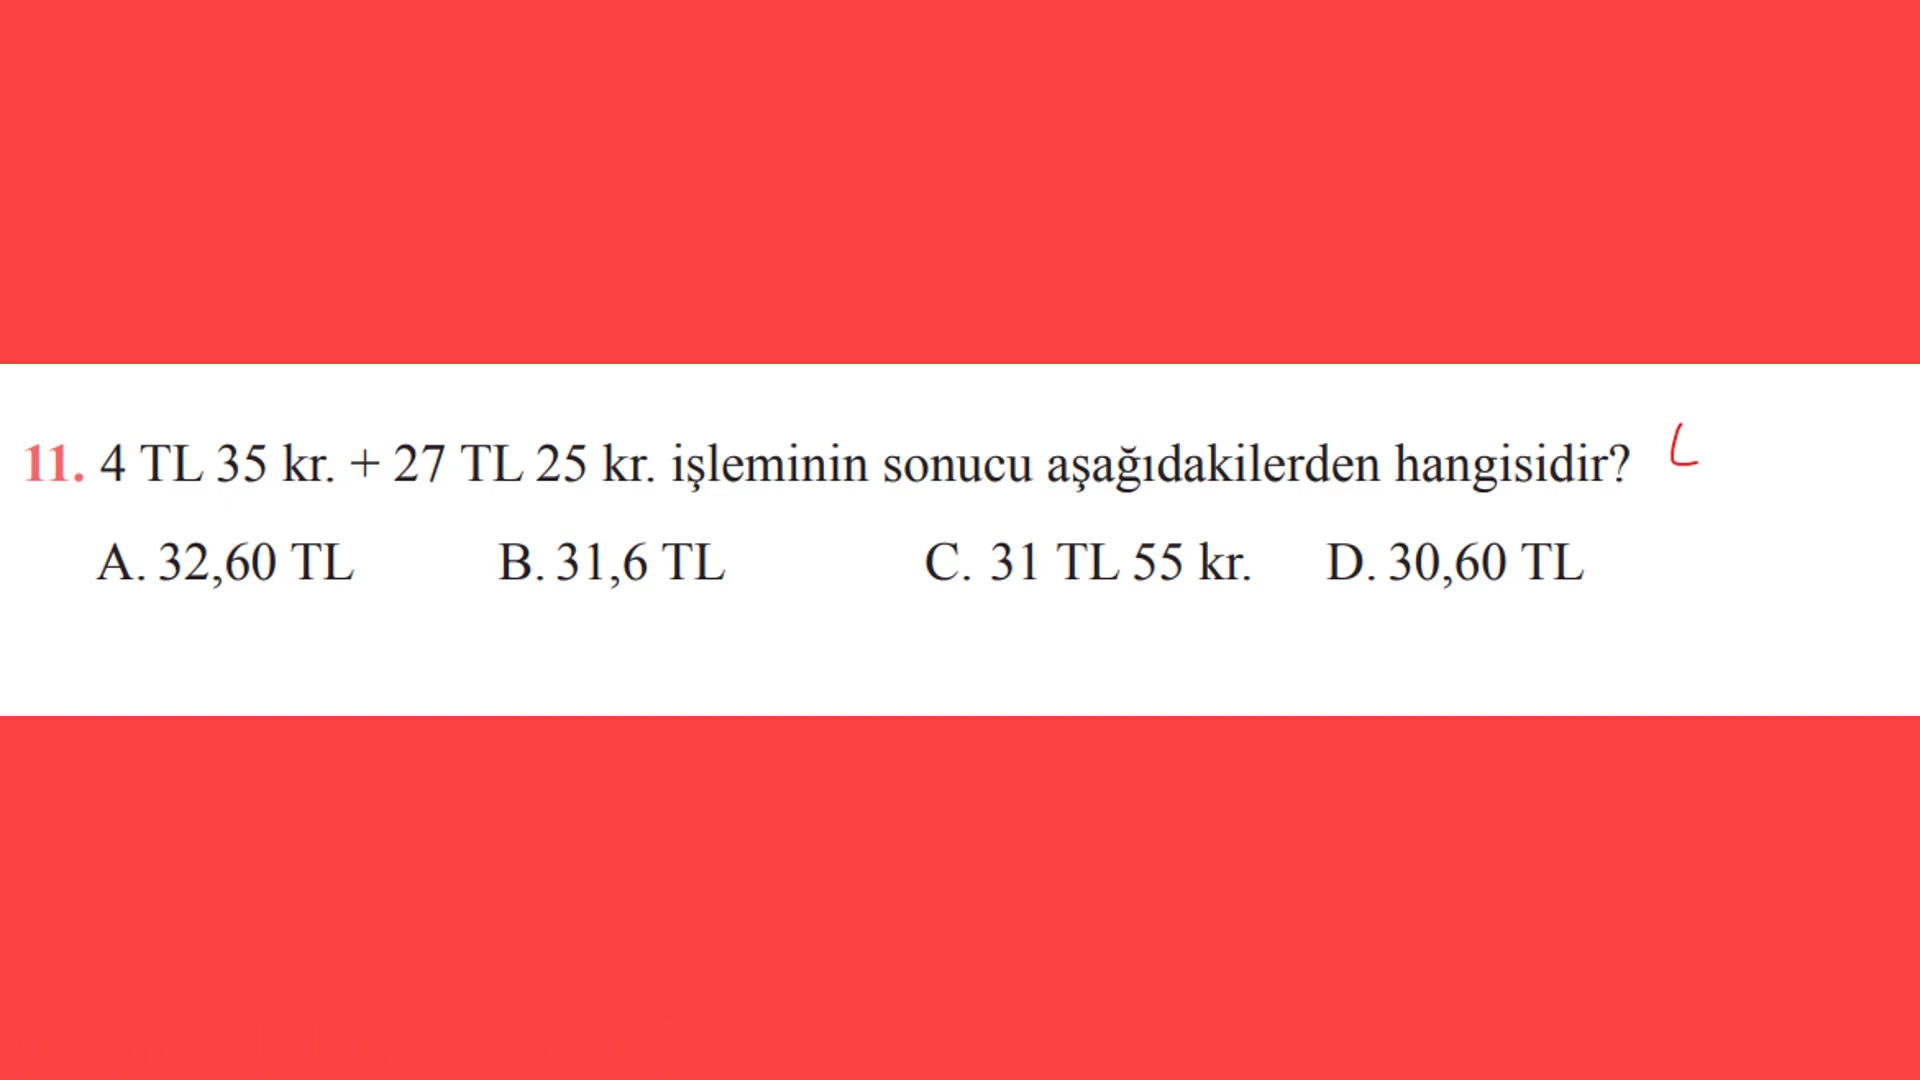 11. 4 TL 35 kr. + 27 TL 25 kr. işleminin sonucu aşağıdakilerden hangisidir? L
A. 32,60 TL B. 31,6 TL C. 31 TL 55 kr. D. 30,60 TL